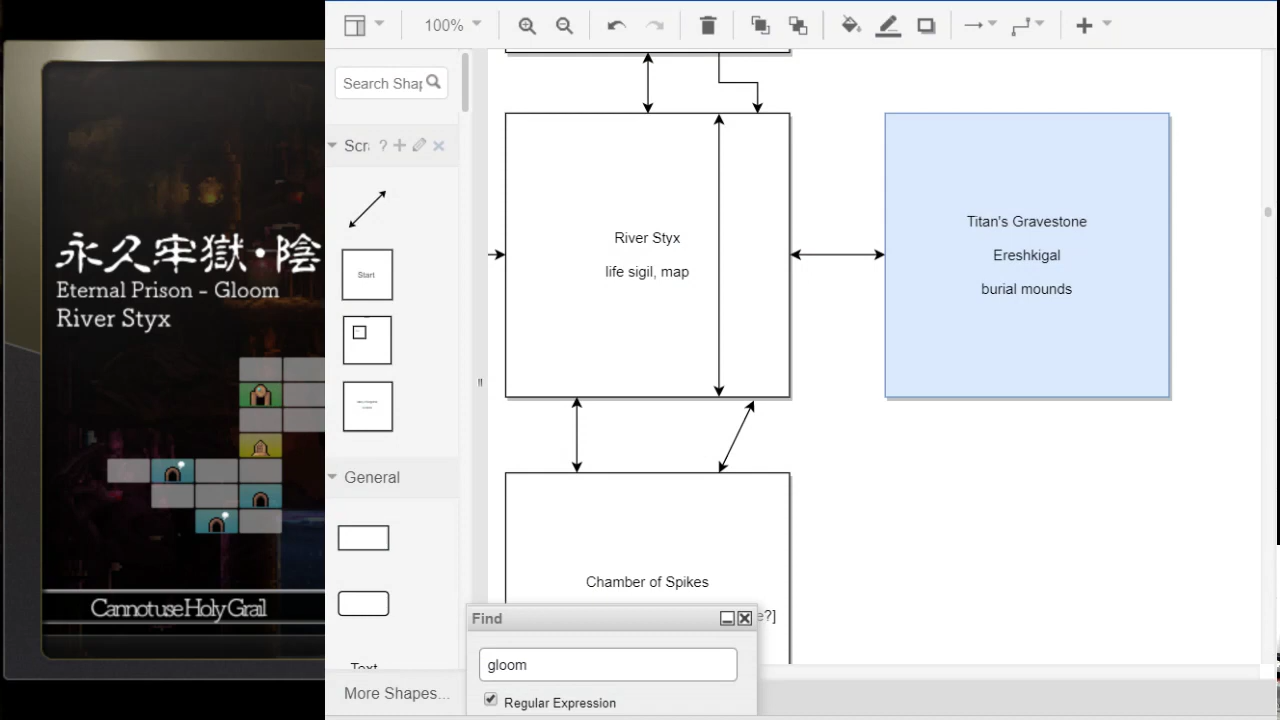 永久牢獄・陰
Eternal Prison - Gloom
River Styx
Cannot use Holy Grail
100%
Search Shap
Scr
?
Start
General
Text
More Shapes...
River Styx
life sigil, map
Titan's Gravestone
Ereshkigal
burial mounds
Chamber of Spikes
e?]
Find
gloom
Regular Expression